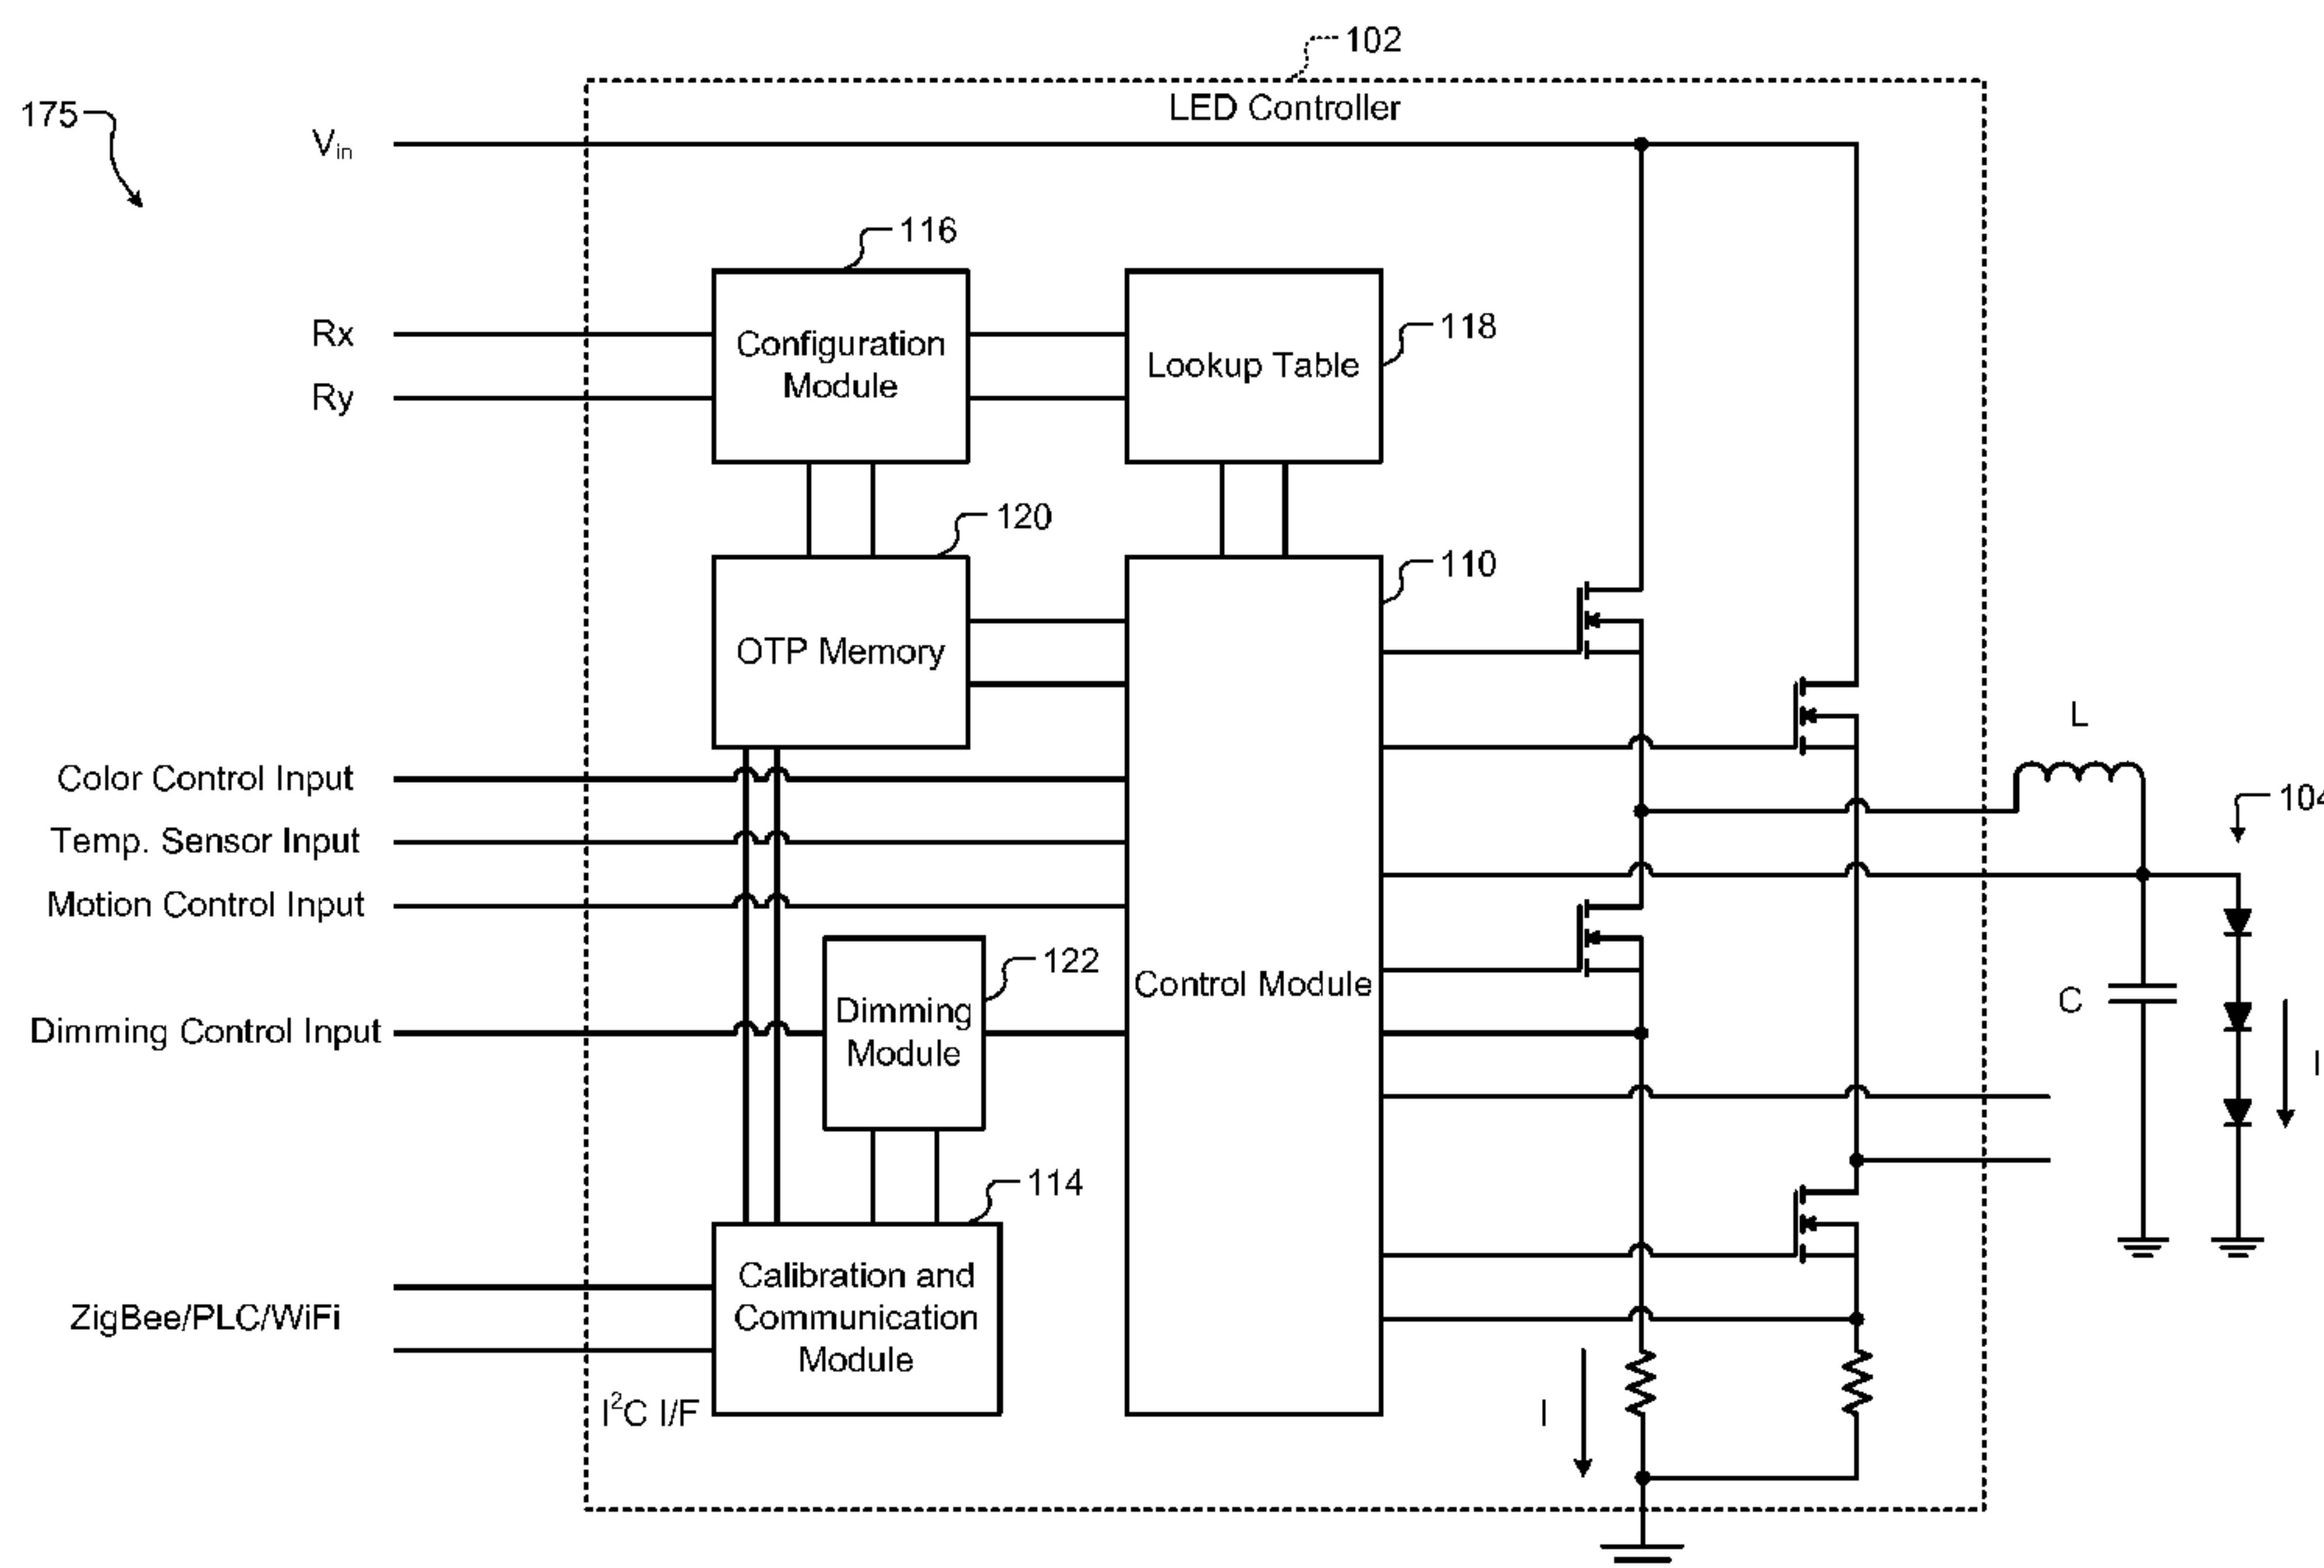 102
LED Controller
175
Vin
116
Rx
Ry
Configuration
Module
Lookup Table
118
120
110
OTP Memory
L
Color Control Input
104
Temp. Sensor Input
Motion Control Input
122
Dimming
Module
Control Module
C
Dimming Control Input
I
114
Calibration and
Communication
Module
ZigBee/PLC/WiFi
I²C I/F
I